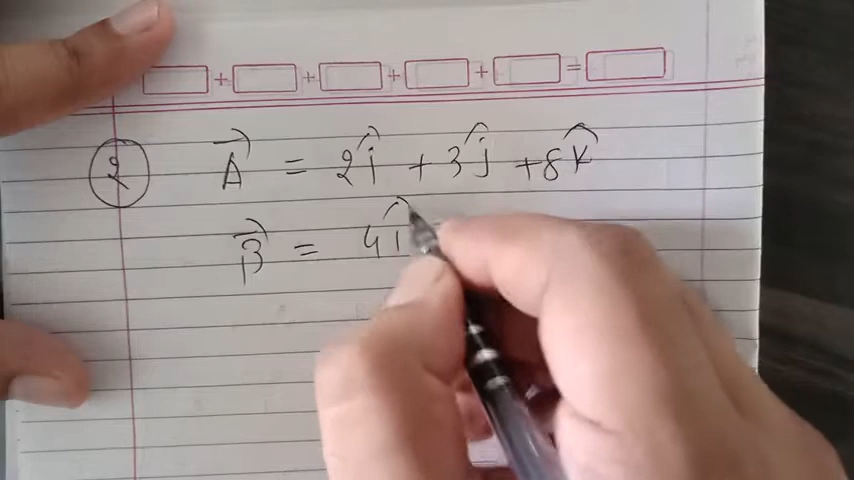 + + + + =
② A⃗ = 2î + 3ĵ + 8k̂
B⃗ = 4î